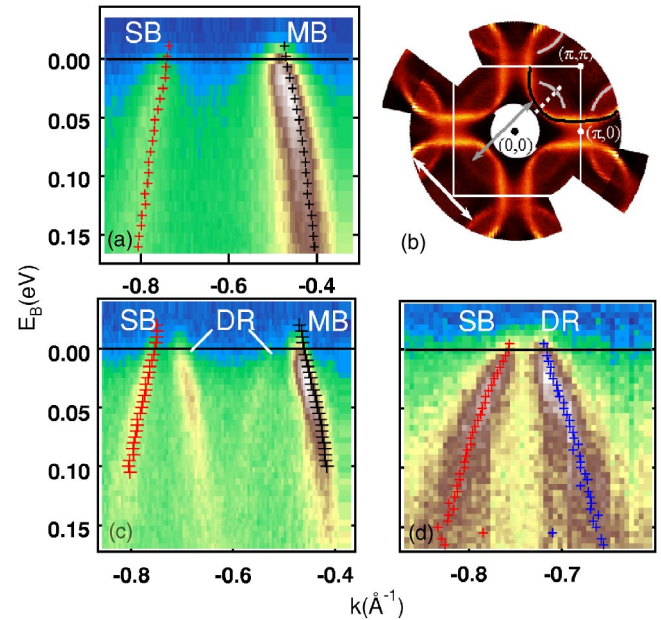 SB MB
0.00
0.05
0.10
0.15
(a)
-0.8 -0.6 -0.4
(π,π)
(π,0)
(0,0)
(b)
E_B(eV)
SB DR MB
0.00
0.05
0.10
0.15
(c)
-0.8 -0.6 -0.4
SB DR
(d)
-0.8 -0.7
k(Å⁻¹)